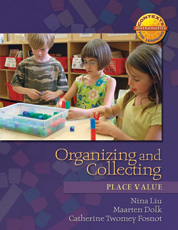 Organizing and
Collecting
PLACE VALUE
Nina Liu
Maarten Dolk
Catherine Twomey Fosnot